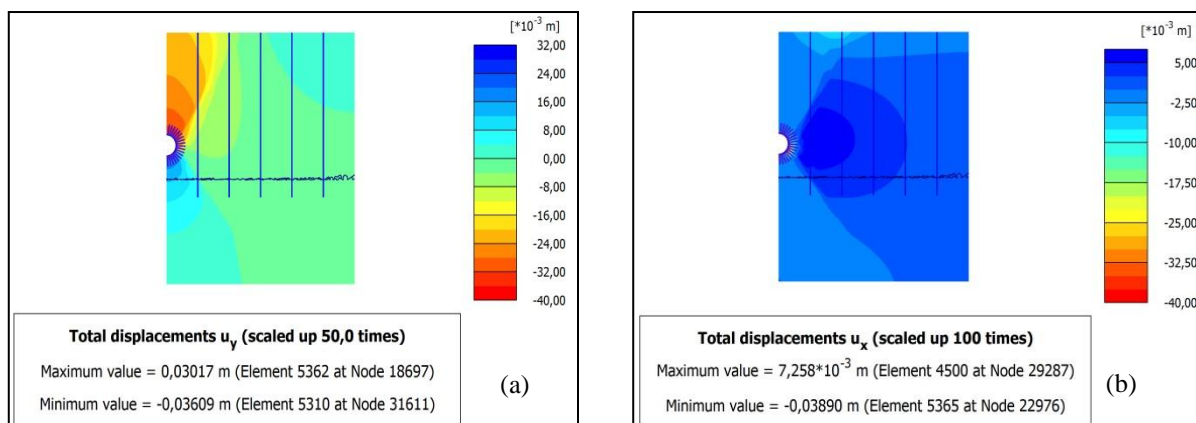 [*10⁻³ m]
32,00
24,00
16,00
8,00
0,00
-8,00
-16,00
-24,00
-32,00
-40,00
Total displacements u_y (scaled up 50,0 times)
Maximum value = 0,03017 m (Element 5362 at Node 18697)
Minimum value = -0,03609 m (Element 5310 at Node 31611)
(a)
[*10⁻³ m]
5,00
-2,50
-10,00
-17,50
-25,00
-32,50
-40,00
Total displacements u_x (scaled up 100 times)
Maximum value = 7,258*10⁻³ m (Element 4500 at Node 29287)
Minimum value = -0,03890 m (Element 5365 at Node 22976)
(b)